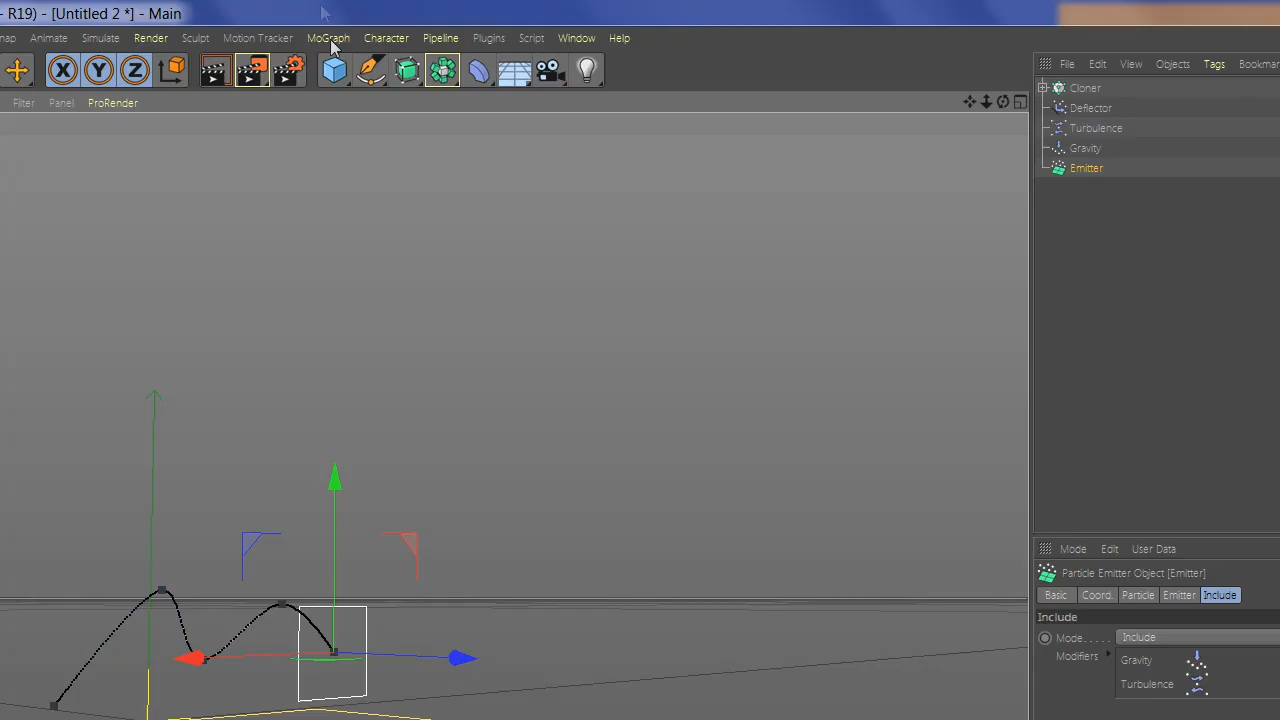 - R19) - [Untitled 2 *] - Main
map Animate Simulate Render Sculpt Motion Tracker MoGraph Character Pipeline Plugins Script Window Help
X Y Z
File Edit View Objects Tags Bookmar
Filter Panel ProRender
Cloner
Deflector
Turbulence
Gravity
Emitter
Mode Edit User Data
Particle Emitter Object [Emitter]
Basic Coord. Particle Emitter Include
Include
Mode..... Include
Modifiers Gravity
Turbulence